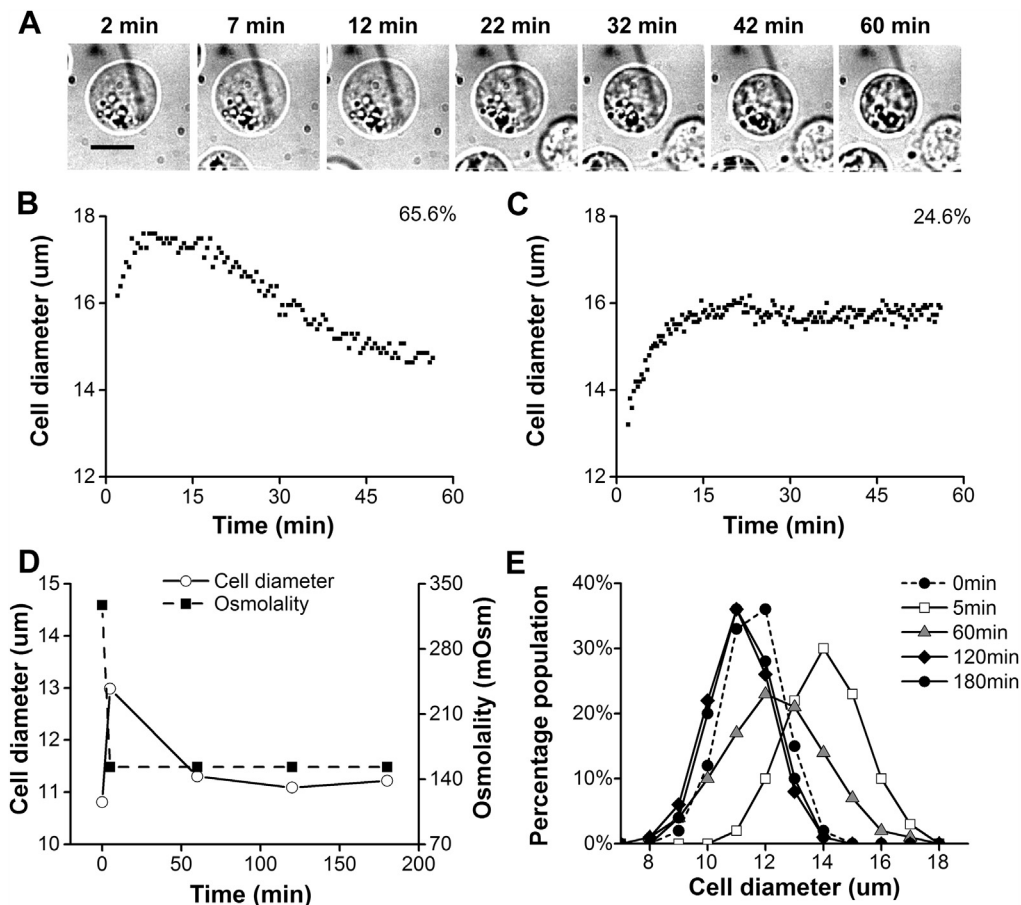 A
2 min 7 min 12 min 22 min 32 min 42 min 60 min
B
65.6%
18
16
14
12
Cell diameter (um)
0 15 30 45 60
Time (min)
C
24.6%
18
16
14
12
Cell diameter (um)
0 15 30 45 60
Time (min)
D
Cell diameter
Osmolality
15
14
13
12
11
10
Cell diameter (um)
350
280
210
140
70
Osmolality (mOsm)
0 50 100 150 200
Time (min)
E
40%
30%
20%
10%
0%
Percentage population
0min
5min
60min
120min
180min
8 10 12 14 16 18
Cell diameter (um)